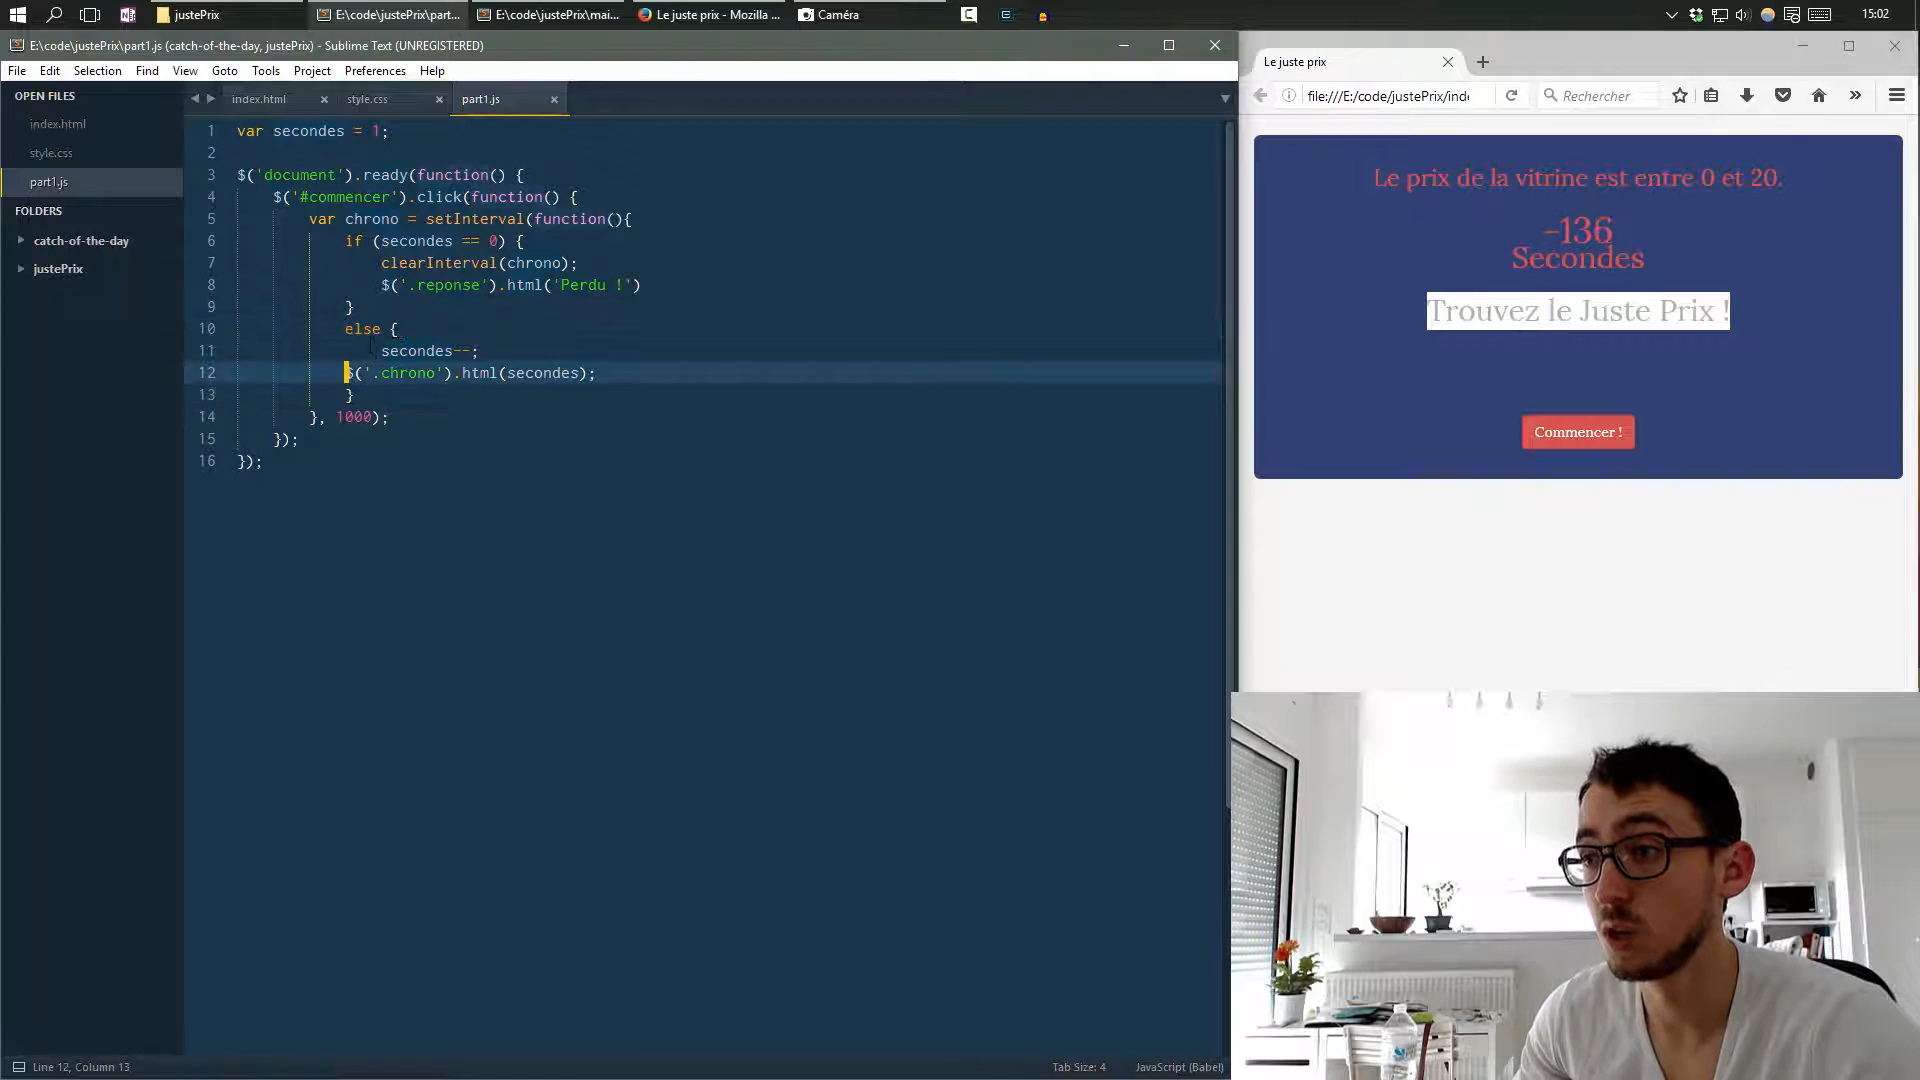 justePrix
E:\code\justePrix\part...
E:\code\justePrix\mai...
Le juste prix - Mozilla ...
Caméra
15:02
E:\code\justePrix\part1.js (catch-of-the-day, justePrix) - Sublime Text (UNREGISTERED)
File Edit Selection Find View Goto Tools Project Preferences Help
OPEN FILES
index.html
style.css
part1.js
FOLDERS
catch-of-the-day
justePrix
index.html
style.css
part1.js
1 var secondes = 1;
2
3 $('document').ready(function() {
4 $('#commencer').click(function() {
5 var chrono = setInterval(function(){
6 if (secondes == 0) {
7 clearInterval(chrono);
8 $('.reponse').html('Perdu !')
9 }
10 else {
11 secondes--;
12 $('.chrono').html(secondes);
13 }
14 }, 1000);
15 });
16 });
Line 12, Column 13
Tab Size: 4
JavaScript (Babel)
Le juste prix
file:///E:/code/justePrix/inde
Rechercher
Le prix de la vitrine est entre 0 et 20.
-136
Secondes
Trouvez le Juste Prix !
Commencer !